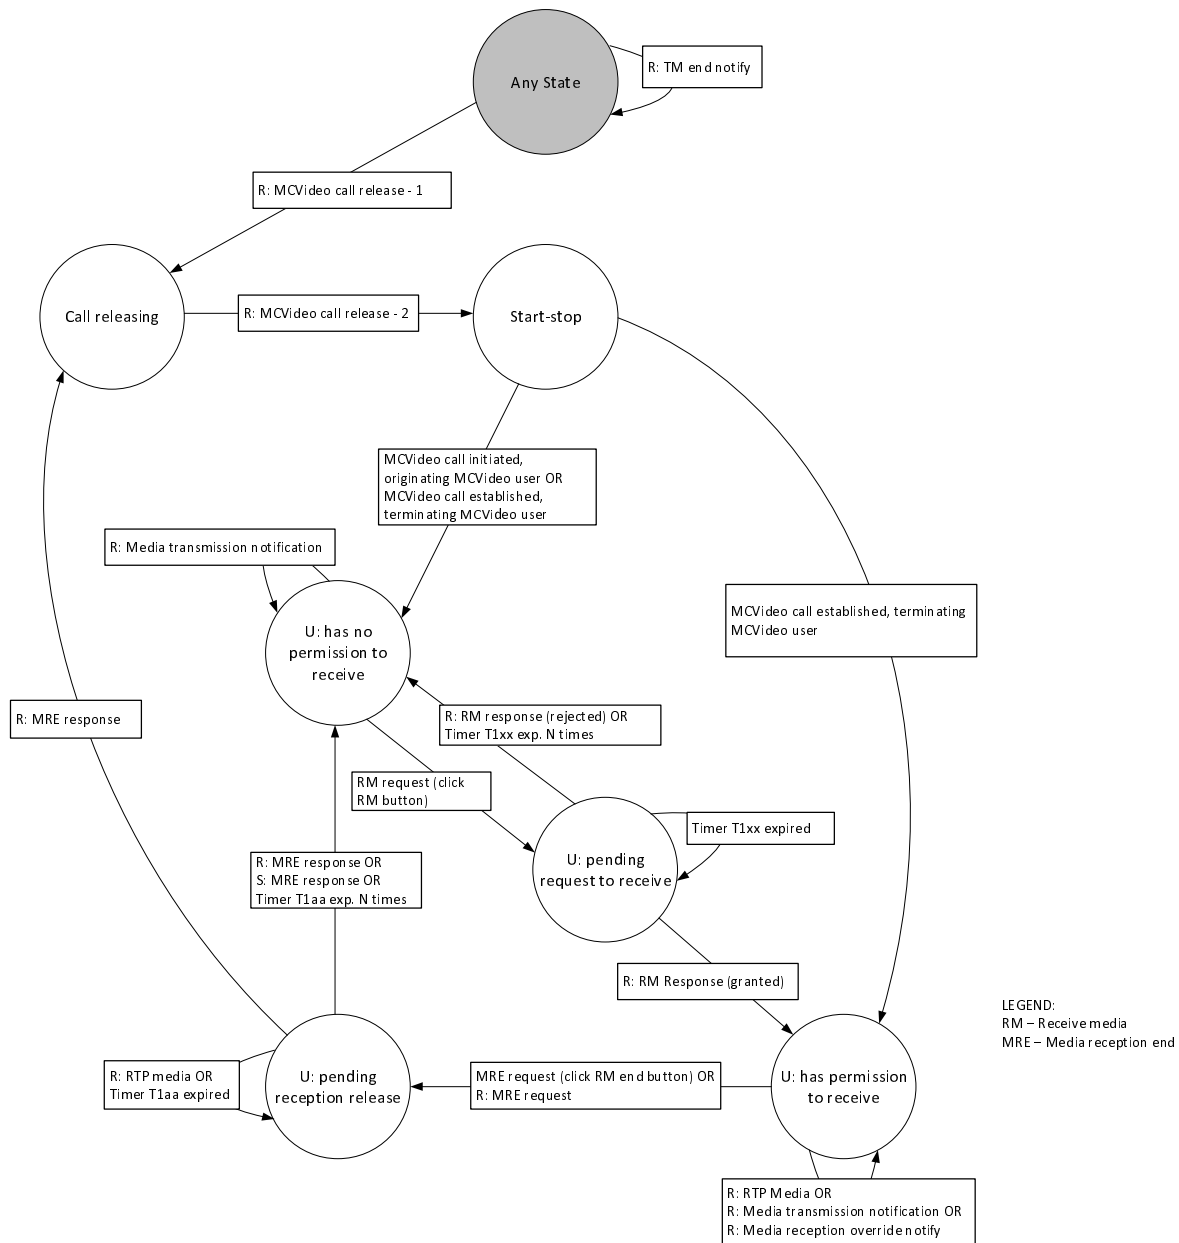 Any State
R: TM end notify
R: MCVideo call release - 1
Call releasing
R: MCVideo call release - 2
Start-stop
MCVideo call initiated,
originating MCVideo user OR
MCVideo call established,
terminating MCVideo user
R: Media transmission notification
MCVideo call established, terminating
MCVideo user
U: has no
permission to
receive
R: MRE response
R: RM response (rejected) OR
Timer T1xx exp. N times
RM request (click
RM button)
Timer T1xx expired
U: pending
request to receive
R: MRE response OR
S: MRE response OR
Timer T1aa exp. N times
R: RM Response (granted)
LEGEND:
RM – Receive media
MRE – Media reception end
R: RTP media OR
Timer T1aa expired
U: pending
reception release
MRE request (click RM end button) OR
R: MRE request
U: has permission
to receive
R: RTP Media OR
R: Media transmission notification OR
R: Media reception override notify